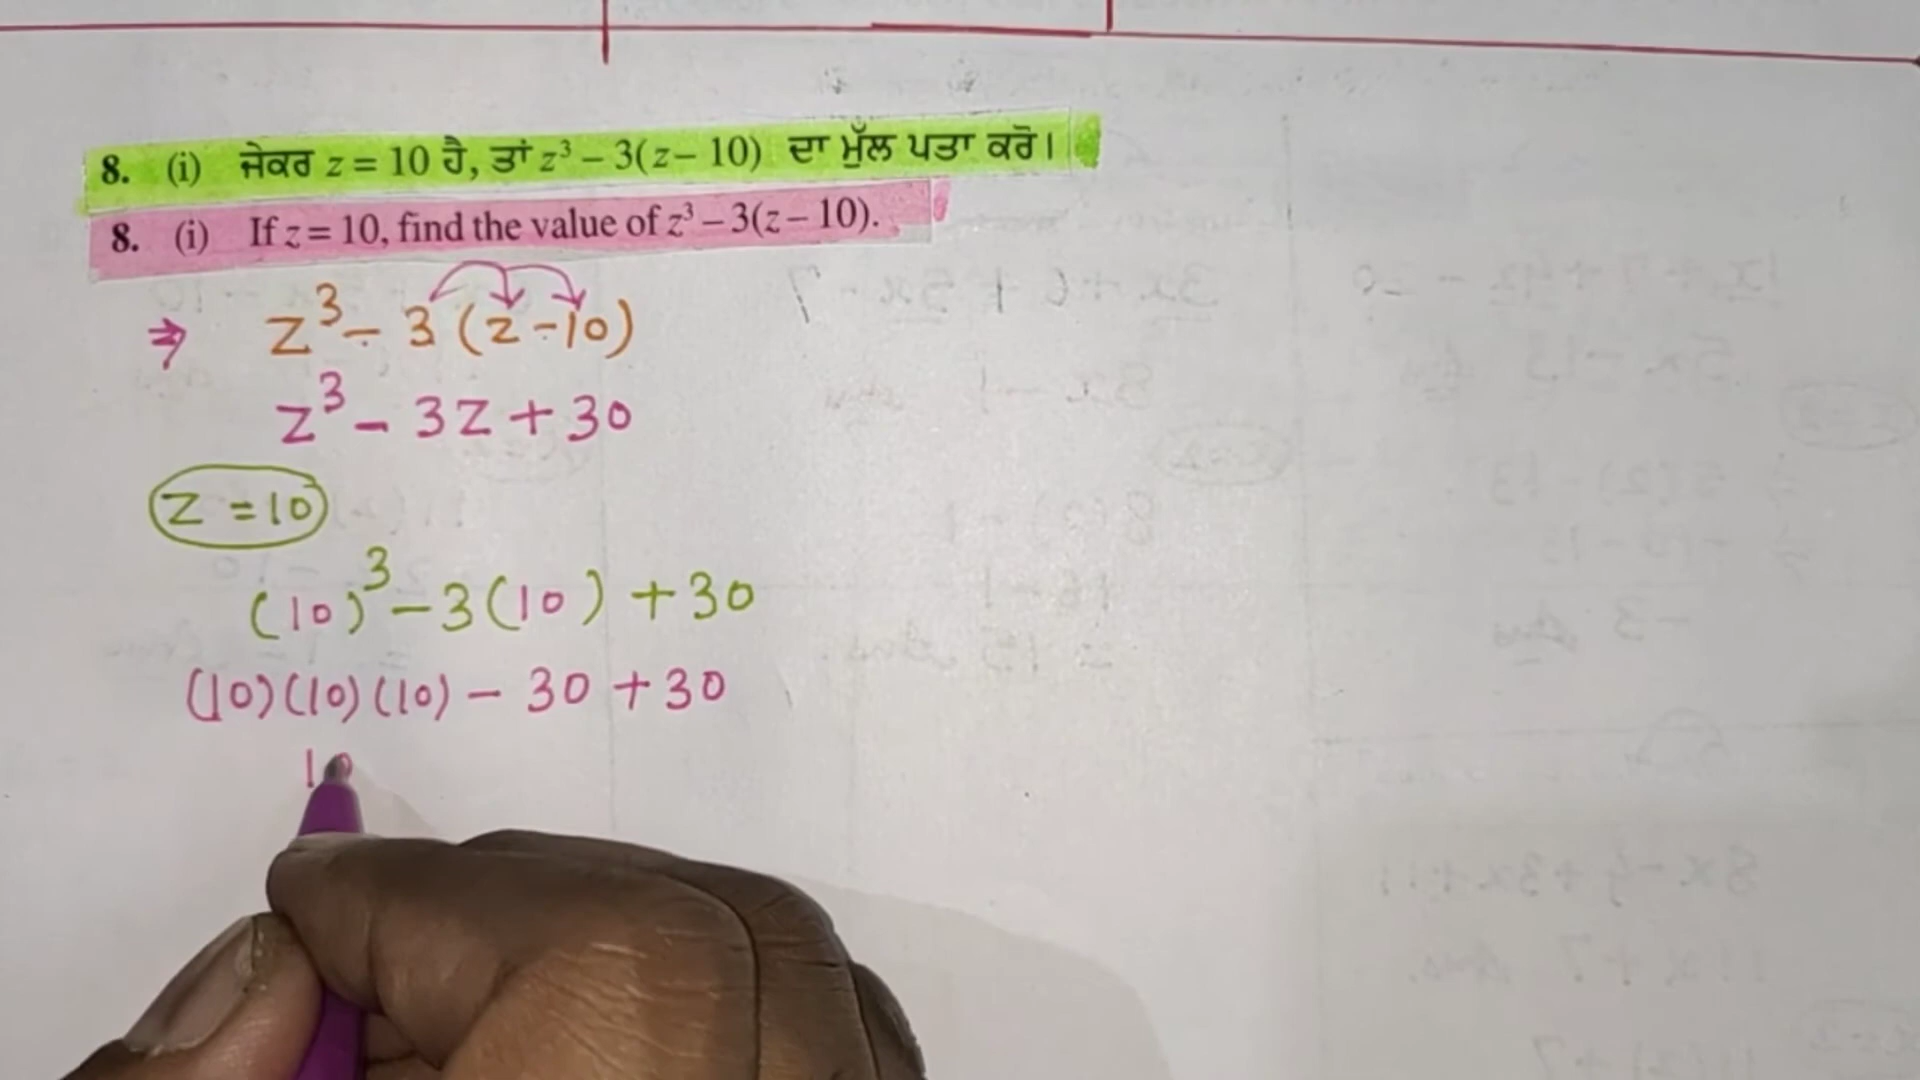 8. (i) ਜੇਕਰ z = 10 ਹੈ, ਤਾਂ z³ – 3(z – 10) ਦਾ ਮੁੱਲ ਪਤਾ ਕਰੋ।
8. (i) If z = 10, find the value of z³ – 3(z – 10).
⇒ z³ - 3 (z - 10)
z³ - 3z + 30
z = 10
(10)³ - 3(10) + 30
(10)(10)(10) - 30 + 30
10